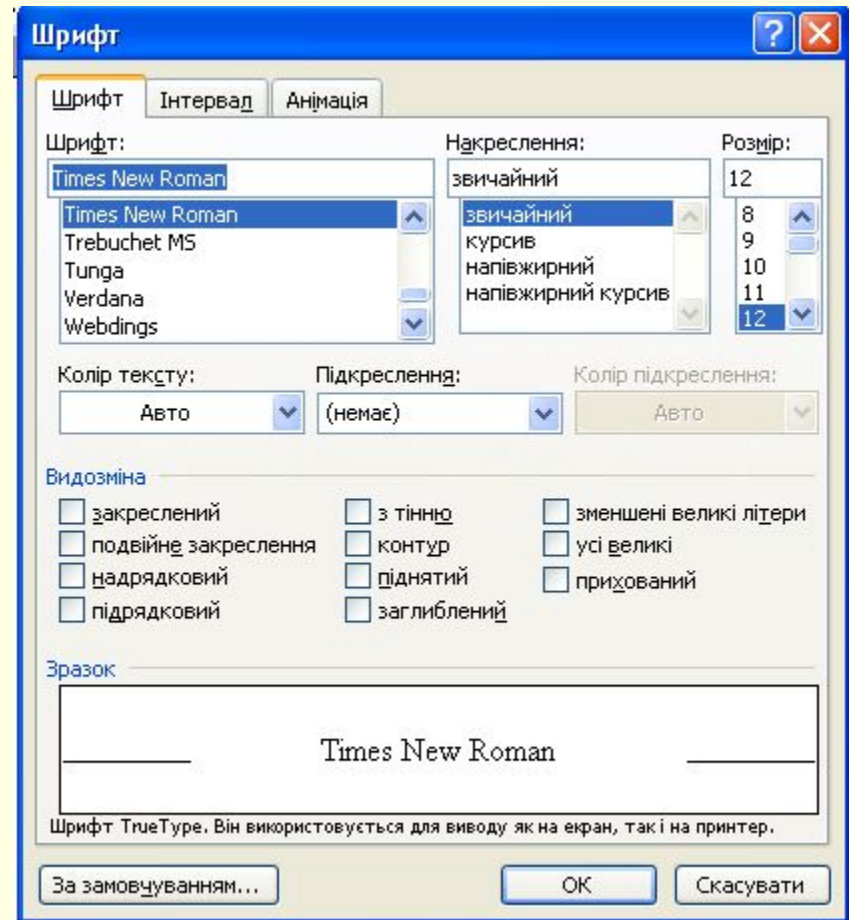 Шрифт
Шрифт Інтервал Анімація
Шрифт: Накреслення: Розмір:
Times New Roman звичайний 12
Times New Roman звичайний 8
Trebuchet MS курсив 9
Tunga напівжирний 10
Verdana напівжирний курсив 11
Webdings 12
Колір тексту: Підкреслення: Колір підкреслення:
Авто (немає) Авто
Видозміна
закреслений з тінню зменшені великі літери
подвійне закреслення контур усі великі
надрядковий піднятий прихований
підрядковий заглиблений
Зразок
Times New Roman
Шрифт TrueType. Він використовується для виводу як на екран, так і на принтер.
За замовчуванням... ОК Скасувати